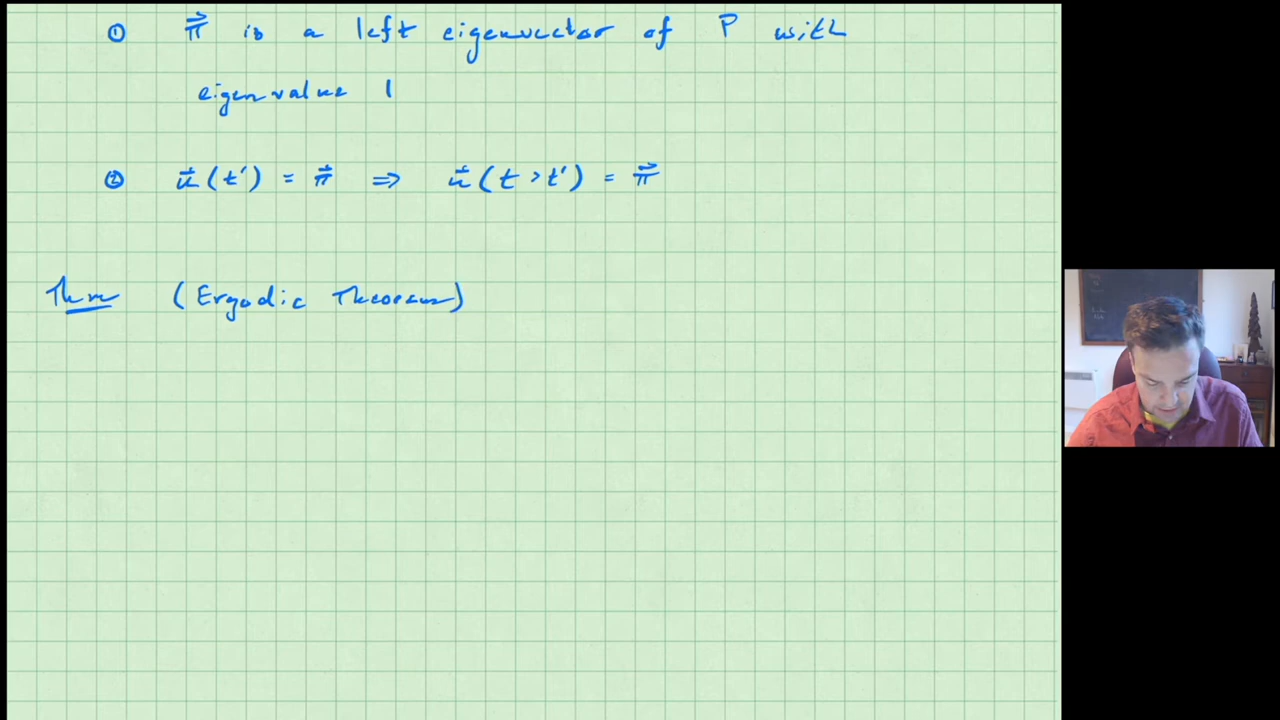 ① π⃗ is a left eigenvector of P with
eigenvalue 1
② u⃗(t') = π⃗ ⇒ u⃗(t > t') = π⃗
Thm (Ergodic Theorem)